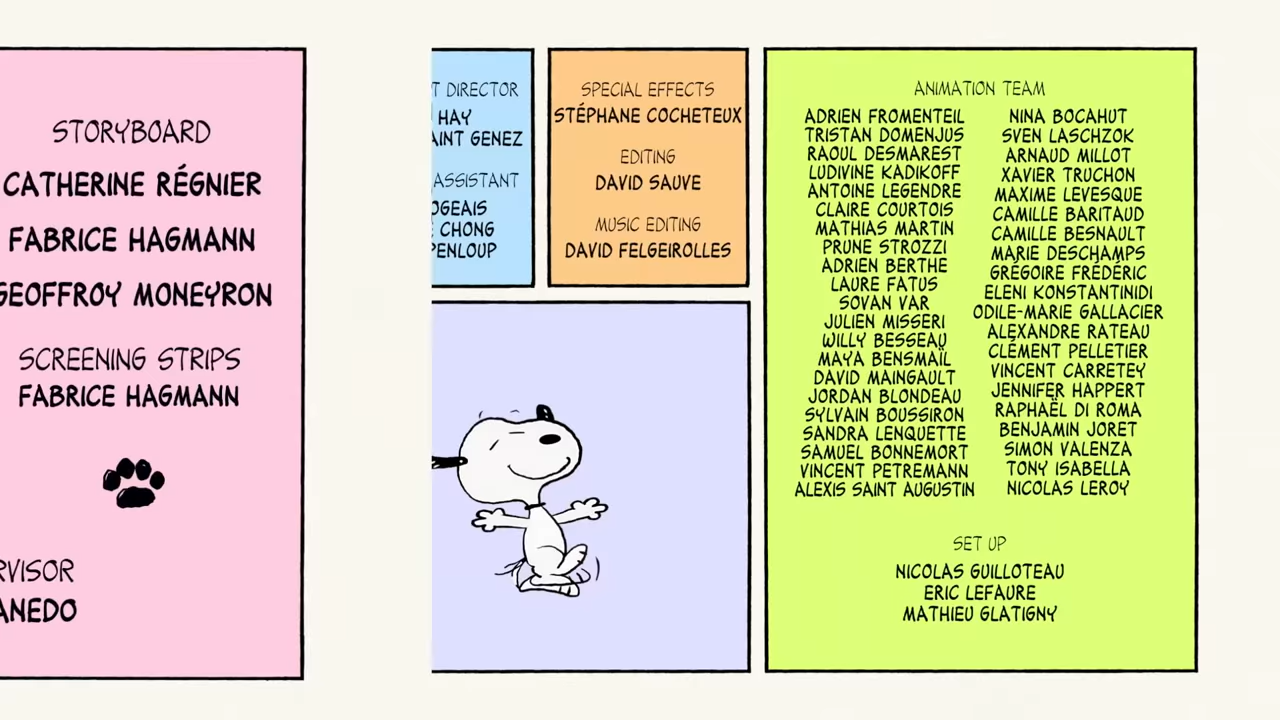 STORYBOARD
CATHERINE RÉGNIER
FABRICE HAGMANN
GEOFFROY MONEYRON
SCREENING STRIPS
FABRICE HAGMANN
DIRECTOR
HAY
GENEZ
ASSISTANT
CHONG
SPECIAL EFFECTS
STÉPHANE COCHETEUX
EDITING
DAVID SAUVE
MUSIC EDITING
DAVID FELGEIROLLES
ANIMATION TEAM
ADRIEN FROMENTEIL
TRISTAN DOMENJUS
RAOUL DESMAREST
LUDIVINE KADIKOFF
ANTOINE LEGENDRE
CLAIRE COURTOIS
MATHIAS MARTIN
PRUNE STROZZI
ADRIEN BERTHE
LAURE FATUS
SOVAN VAR
JULIEN MISSERI
WILLY BESSEAU
MAYA BENSMAÏL
DAVID MAINGAULT
JORDAN BLONDEAU
SYLVAIN BOUSSIRON
SANDRA LENQUETTE
SAMUEL BONNEMORT
VINCENT PETREMANN
ALEXIS SAINT AUGUSTIN
NINA BOCAHUT
SVEN LASCHZOK
ARNAUD MILLOT
XAVIER TRUCHON
MAXIME LEVESQUE
CAMILLE BARITAUD
CAMILLE BESNAULT
MARIE DESCHAMPS
GRÉGOIRE FRÉDÉRIC
ELENI KONSTANTINIDI
ODILE-MARIE GALLACIER
ALEXANDRE RATEAU
CLÉMENT PELLETIER
VINCENT CARRETEY
JENNIFER HAPPERT
RAPHAËL DI ROMA
BENJAMIN JORET
SIMON VALENZA
TONY ISABELLA
NICOLAS LEROY
SET UP
NICOLAS GUILLOTEAU
ERIC LEFAURE
MATHIEU GLATIGNY